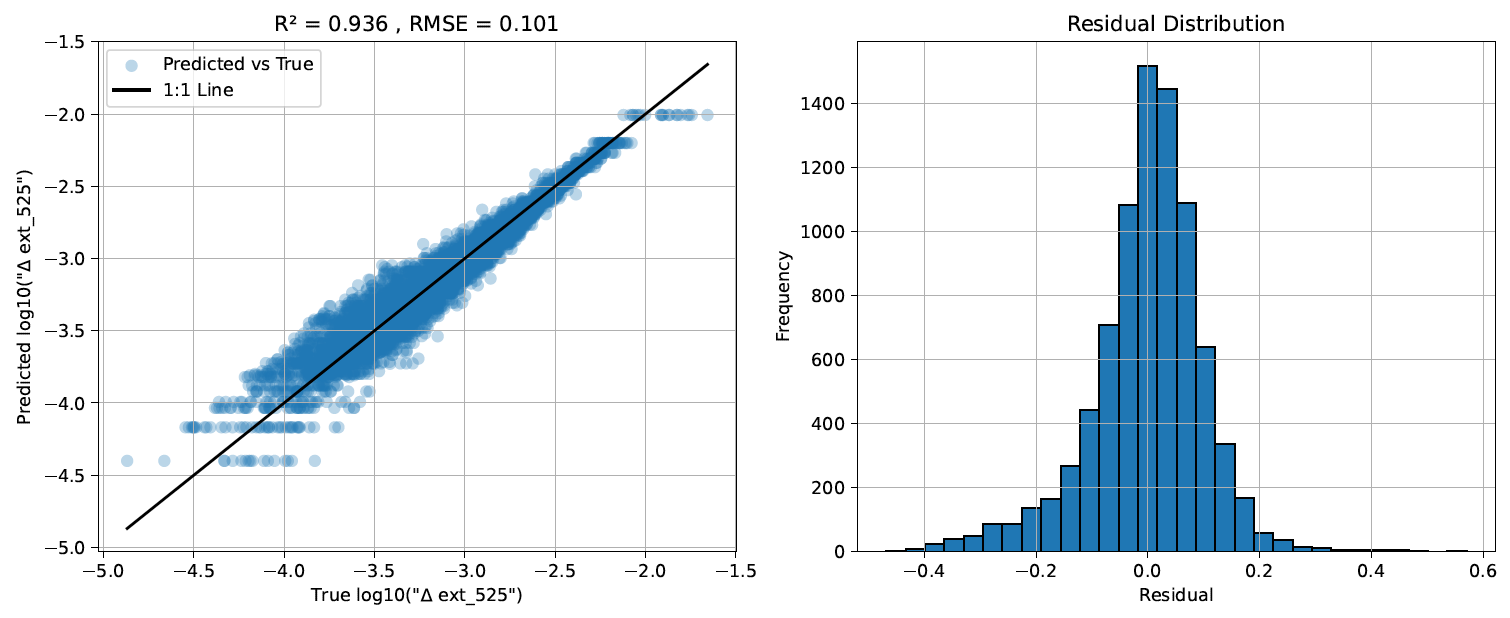 R² = 0.936 , RMSE = 0.101
Predicted vs True
1:1 Line
−1.5
−2.0
−2.5
−3.0
−3.5
−4.0
−4.5
−5.0
Predicted log10("Δ ext_525")
−5.0 −4.5 −4.0 −3.5 −3.0 −2.5 −2.0 −1.5
True log10("Δ ext_525")
Residual Distribution
1400
1200
1000
800
600
400
200
0
Frequency
−0.4 −0.2 0.0 0.2 0.4 0.6
Residual